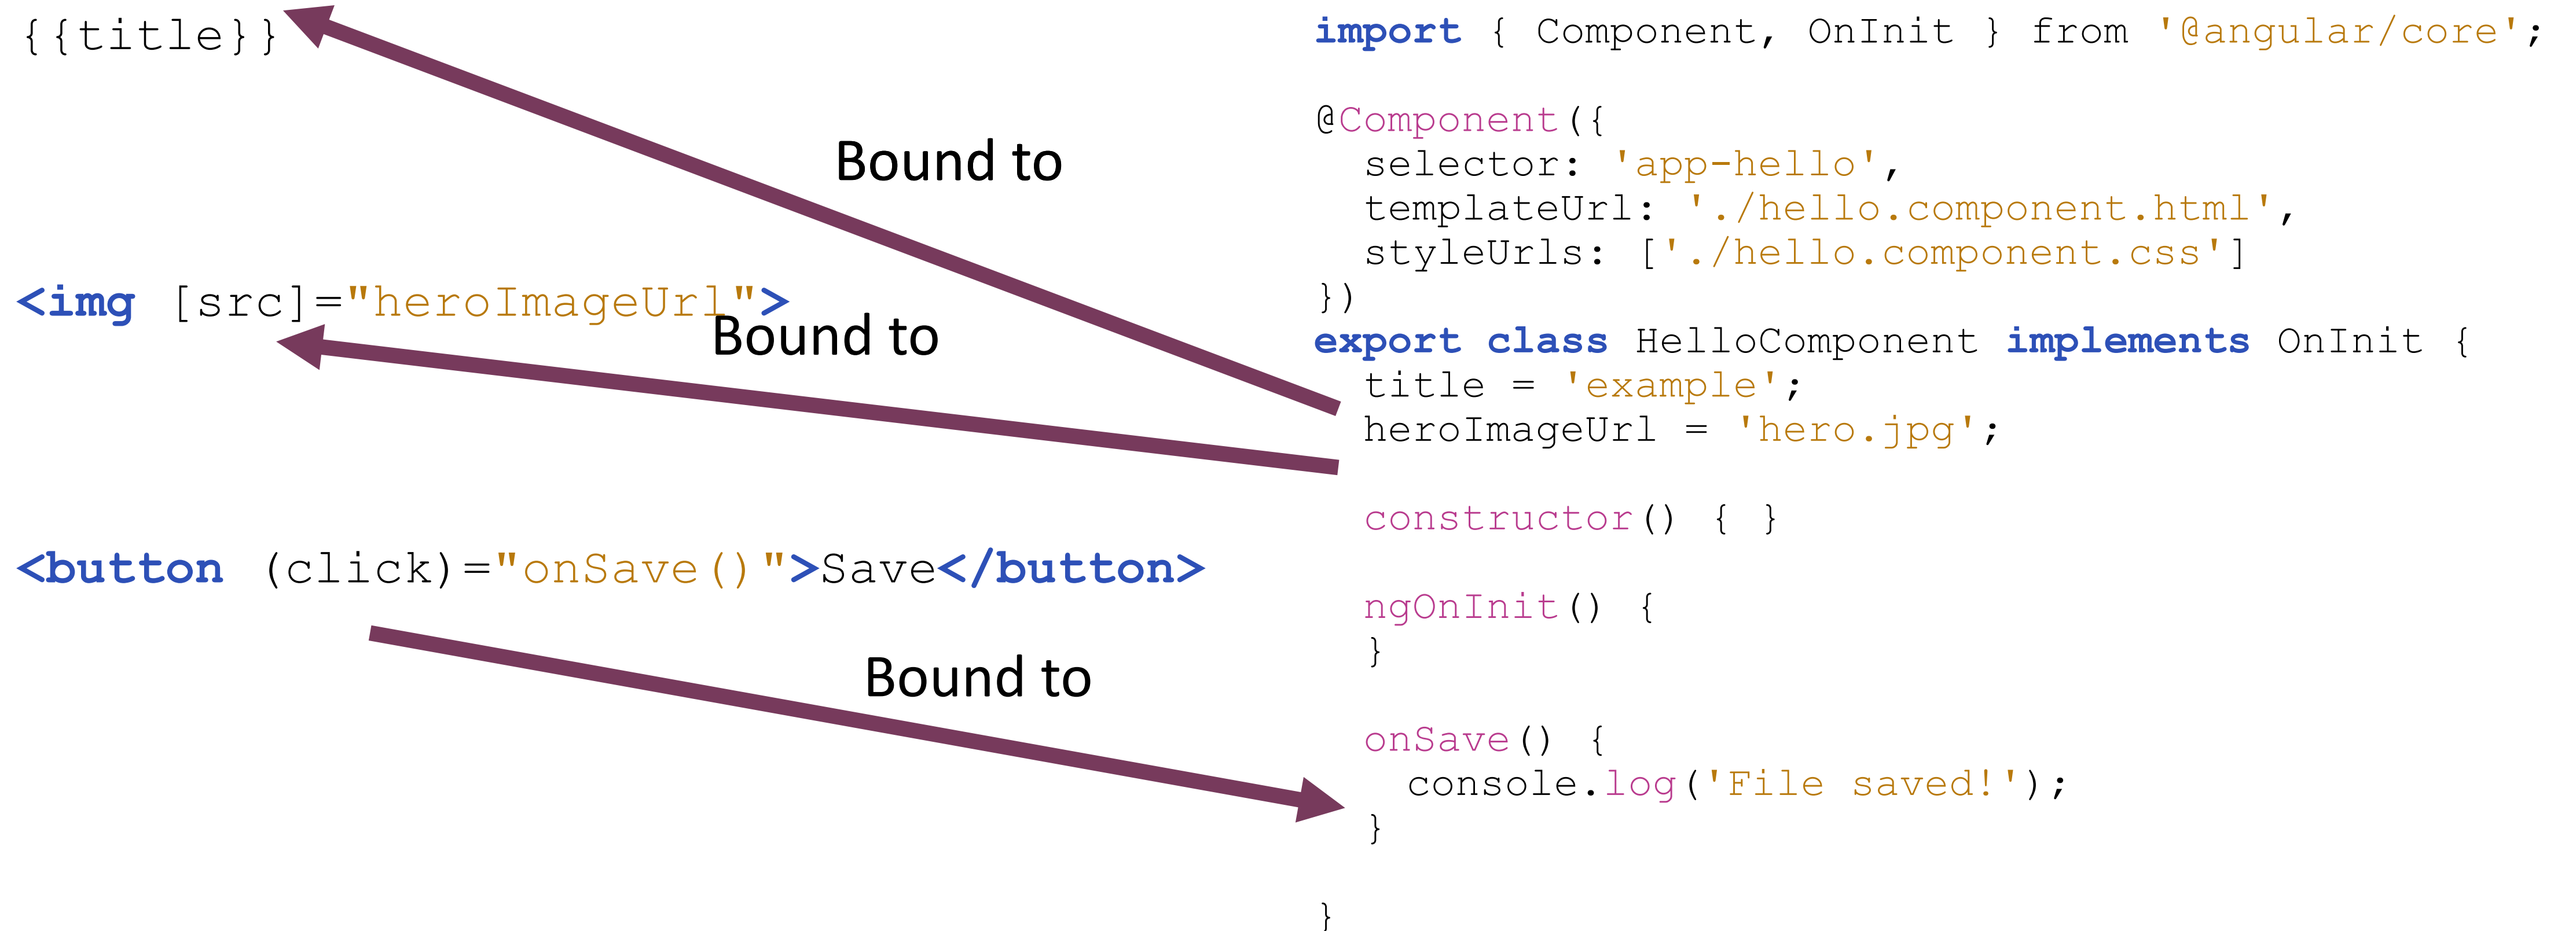 {{title}}
Bound to
<img [src]="heroImageUrl">
Bound to
<button (click)="onSave()">Save</button>
Bound to
import { Component, OnInit } from '@angular/core';
@Component({
selector: 'app-hello',
templateUrl: './hello.component.html',
styleUrls: ['./hello.component.css']
})
export class HelloComponent implements OnInit {
title = 'example';
heroImageUrl = 'hero.jpg';
constructor() { }
ngOnInit() {
}
onSave() {
console.log('File saved!');
}
}